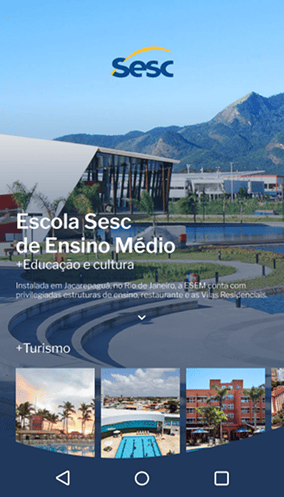 Sesc
Escola Sesc
de Ensino Médio
+Educação e cultura
Instalada em Jacarepaguá, no Rio de Janeiro, a ESEM conta com
privilegiadas estruturas de ensino, restaurante e as Vilas Residenciais.
+Turismo